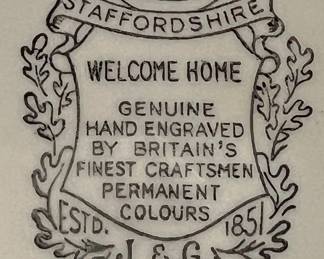 STAFFORDSHIRE
WELCOME HOME
GENUINE
HAND ENGRAVED
BY BRITAIN'S
FINEST CRAFTSMEN
PERMANENT
COLOURS
ESTD. 1851
J & G